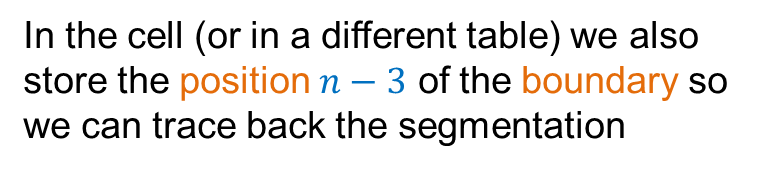 In the cell (or in a different table) we also
store the position n − 3 of the boundary so
we can trace back the segmentation